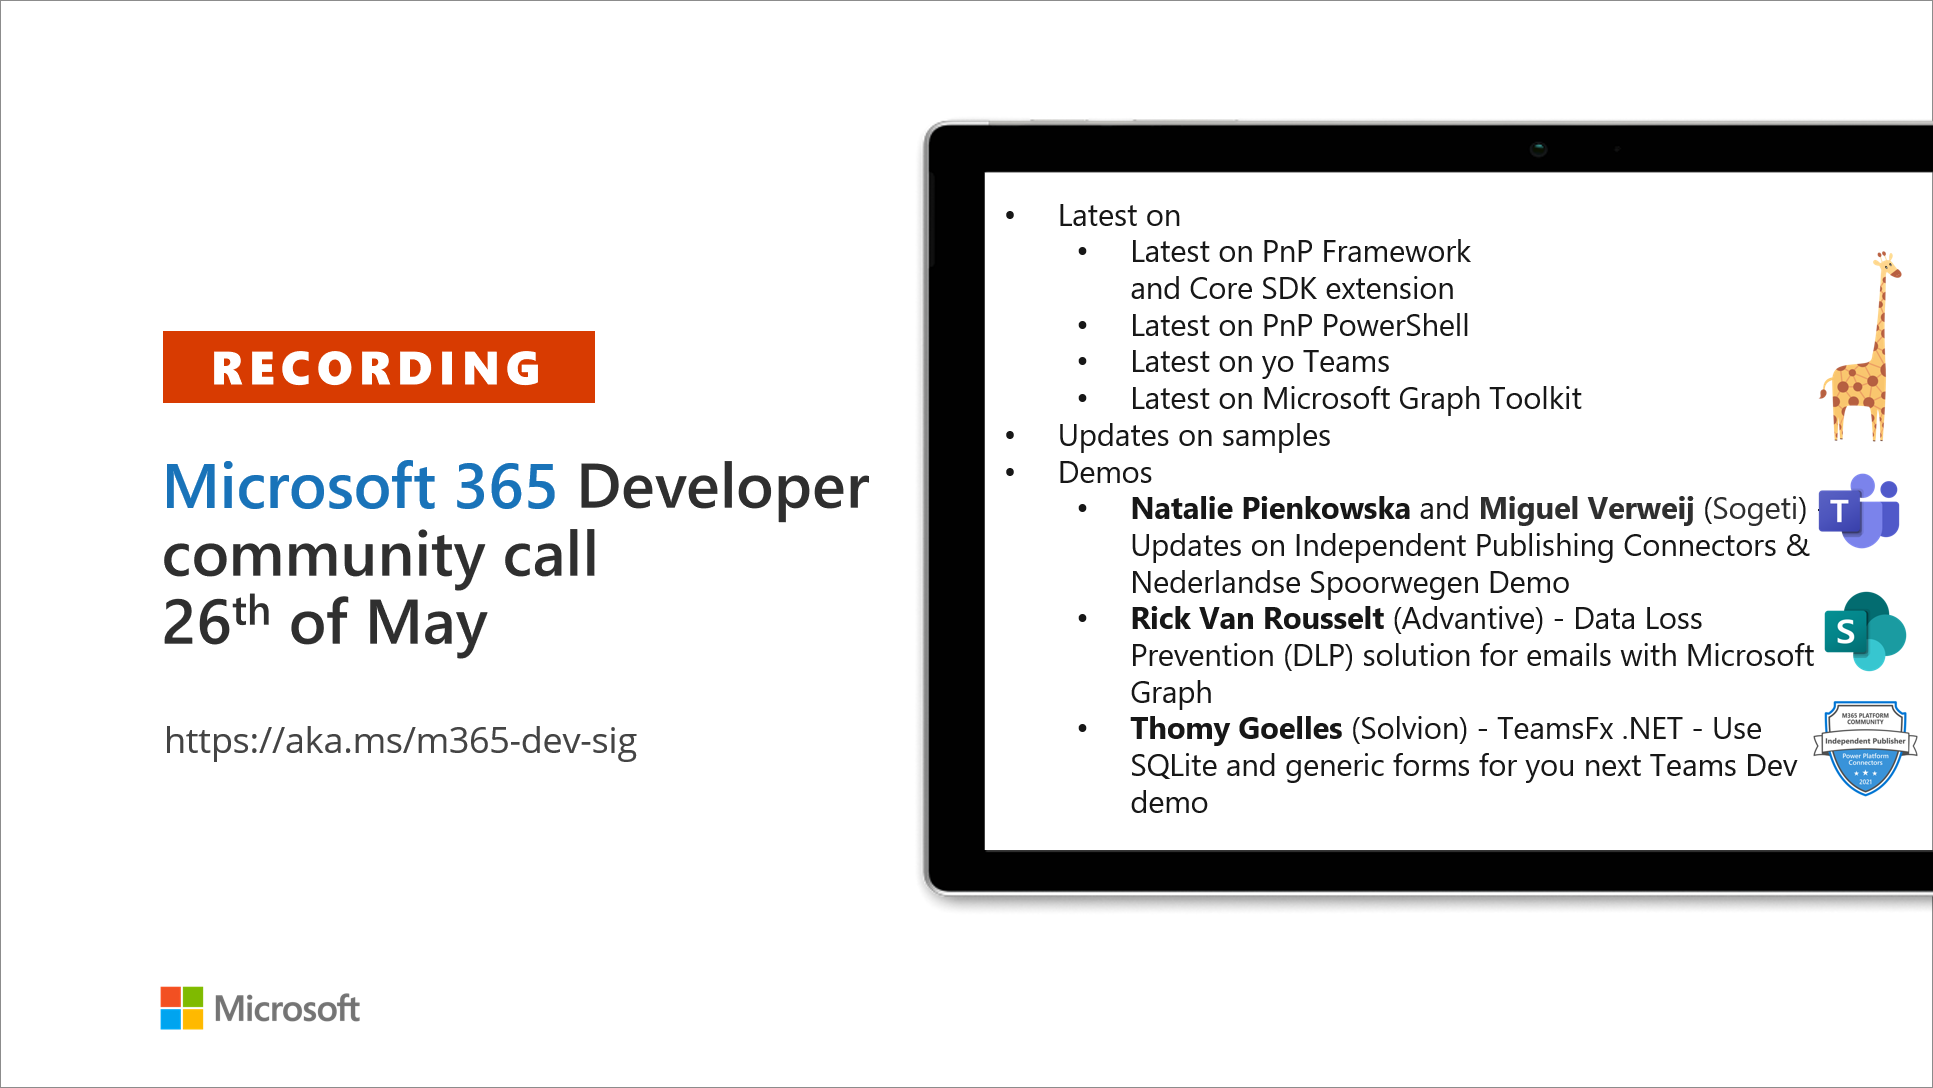 RECORDING
Microsoft 365 Developer
community call
26th of May
https://aka.ms/m365-dev-sig
Microsoft
• Latest on
• Latest on PnP Framework
and Core SDK extension
• Latest on PnP PowerShell
• Latest on yo Teams
• Latest on Microsoft Graph Toolkit
• Updates on samples
• Demos
• Natalie Pienkowska and Miguel Verweij (Sogeti) -
Updates on Independent Publishing Connectors &
Nederlandse Spoorwegen Demo
• Rick Van Rousselt (Advantive) - Data Loss
Prevention (DLP) solution for emails with Microsoft
Graph
• Thomy Goelles (Solvion) - TeamsFx .NET - Use
SQLite and generic forms for you next Teams Dev
demo
T
S
M365 PLATFORM
COMMUNITY
Independent Publisher
Power Platform
Connectors
2021